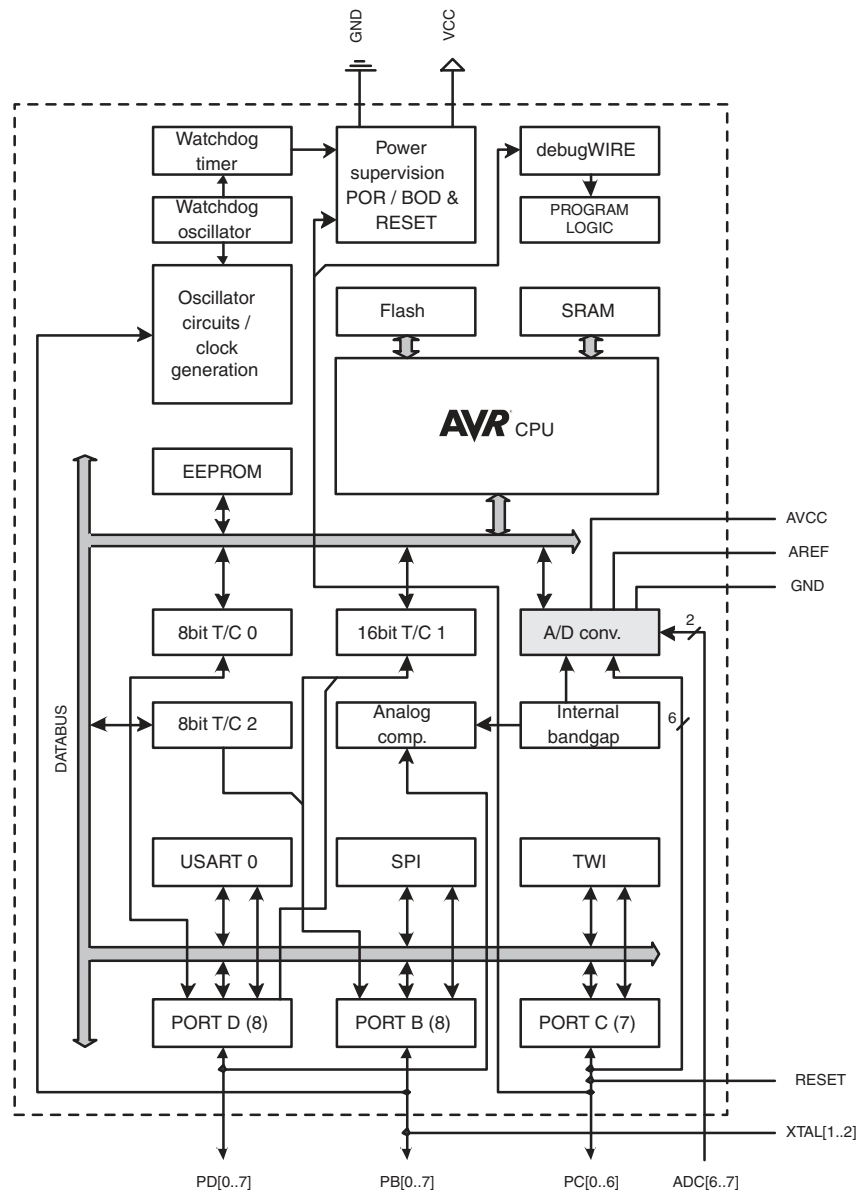 GND
VCC
Watchdog
timer
Power
supervision
POR / BOD &
RESET
debugWIRE
Watchdog
oscillator
PROGRAM
LOGIC
Oscillator
circuits /
clock
generation
Flash
SRAM
AVR CPU
EEPROM
AVCC
AREF
GND
8bit T/C 0
16bit T/C 1
A/D conv.
2
DATABUS
8bit T/C 2
Analog
comp.
Internal
bandgap
6
USART 0
SPI
TWI
PORT D (8)
PORT B (8)
PORT C (7)
RESET
XTAL[1..2]
PD[0..7]
PB[0..7]
PC[0..6]
ADC[6..7]